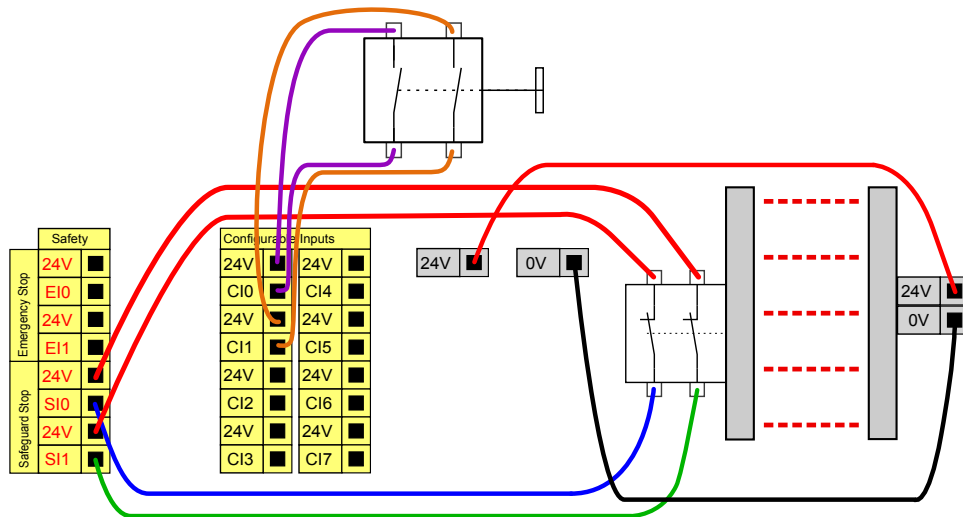 Safety
Emergency Stop
24V
EI0
24V
EI1
Safeguard Stop
24V
SI0
24V
SI1
Configurable Inputs
24V 24V
CI0 CI4
24V 24V
CI1 CI5
24V 24V
CI2 CI6
24V 24V
CI3 CI7
24V
0V
24V
0V